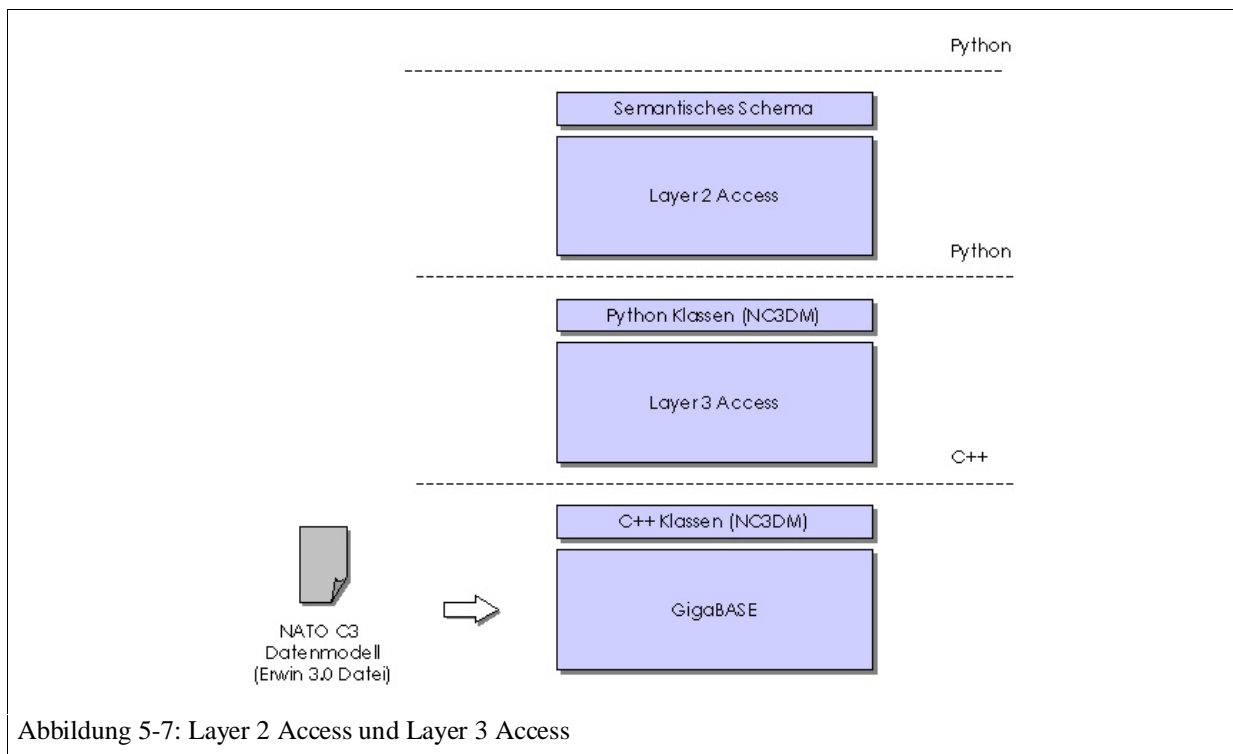 Python
Semantisches Schema
Layer 2 Access
Python
Python Klassen (NC3DM)
Layer 3 Access
C++
C++ Klassen (NC3DM)
GigaBASE
NATO C3
Datenmodell
(Erwin 3.0 Datei)
Abbildung 5-7: Layer 2 Access und Layer 3 Access